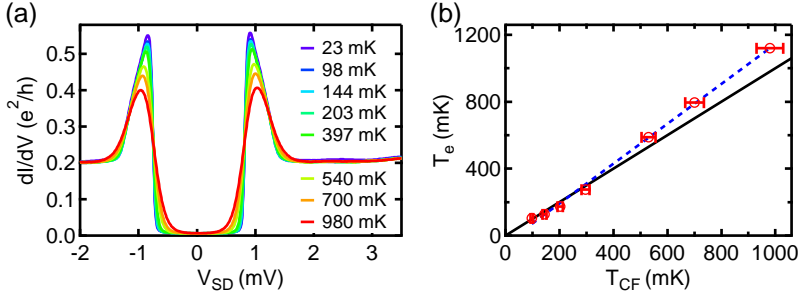 (a)
dI/dV (e²/h)
0.5
0.4
0.3
0.2
0.1
0.0
23 mK
98 mK
144 mK
203 mK
397 mK
540 mK
700 mK
980 mK
-2 -1 0 1 2 3
V_SD (mV)
(b)
T_e (mK)
1200
800
400
0 200 400 600 800 1000
T_CF (mK)